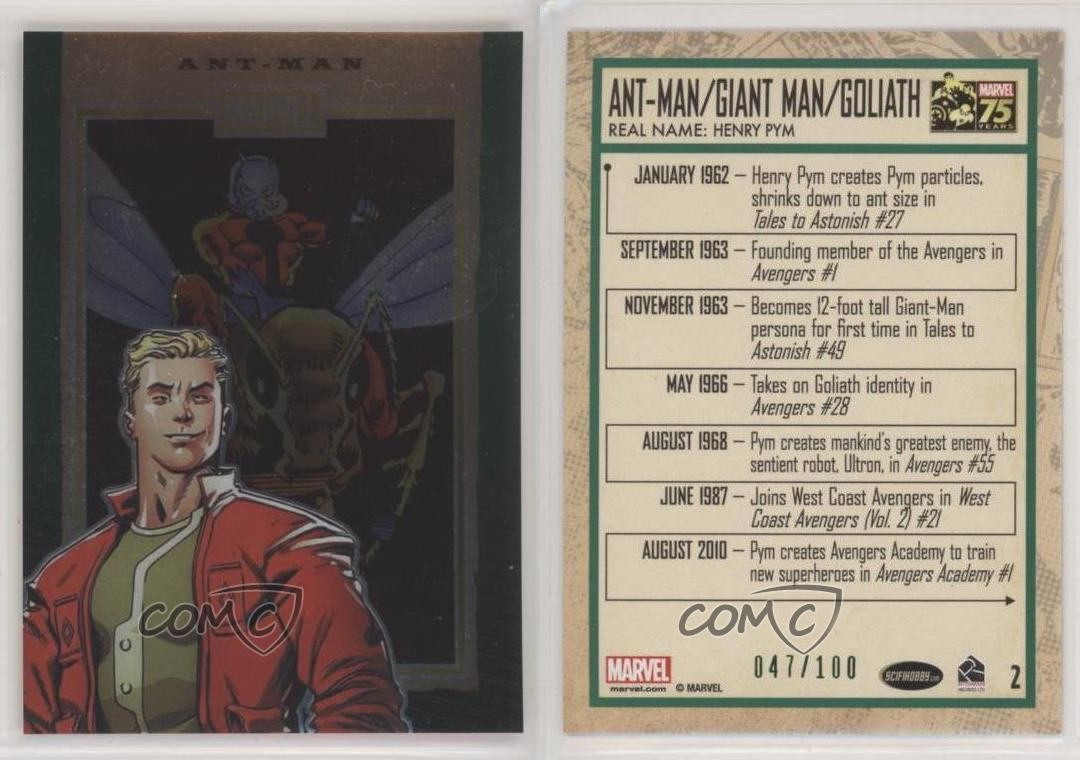 ANT-MAN
MARVEL
COMC
ANT-MAN/GIANT MAN/GOLIATH
REAL NAME: HENRY PYM
MARVEL
75
YEARS
JANUARY 1962 – Henry Pym creates Pym particles,
shrinks down to ant size in
Tales to Astonish #27
SEPTEMBER 1963 – Founding member of the Avengers in
Avengers #1
NOVEMBER 1963 – Becomes 12-foot tall Giant-Man
persona for first time in Tales to
Astonish #49
MAY 1966 – Takes on Goliath identity in
Avengers #28
AUGUST 1968 – Pym creates mankind's greatest enemy, the
sentient robot, Ultron, in Avengers #55
JUNE 1987 – Joins West Coast Avengers in West
Coast Avengers (Vol. 2) #21
AUGUST 2010 – Pym creates Avengers Academy to train
new superheroes in Avengers Academy #1
COMC
MARVEL
marvel.com © MARVEL
047/100
SCIFIHOBBY.com
2